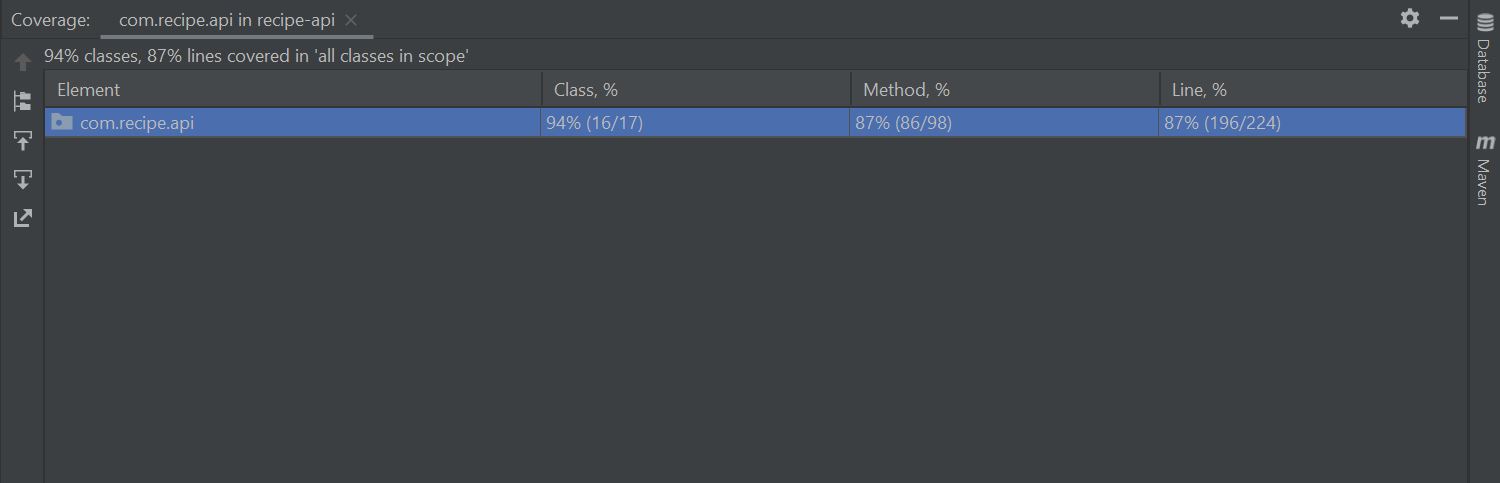 Coverage: com.recipe.api in recipe-api
94% classes, 87% lines covered in 'all classes in scope'
Element Class, % Method, % Line, %
com.recipe.api 94% (16/17) 87% (86/98) 87% (196/224)
Database
m Maven